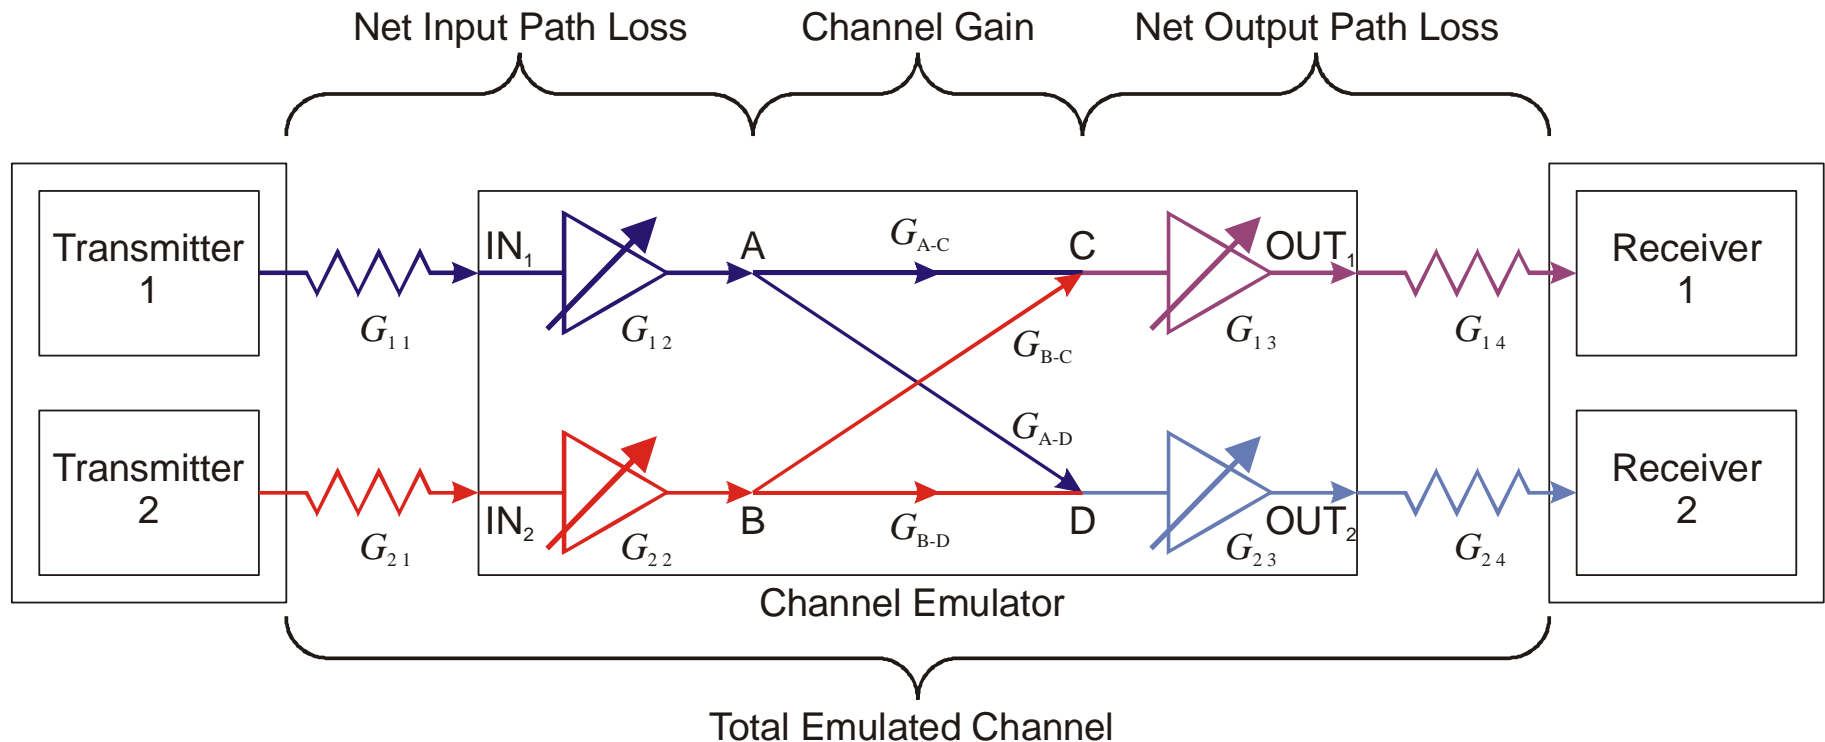 Net Input Path Loss
Channel Gain
Net Output Path Loss
Transmitter
1
G11
IN1
G12
A
GA-C
C
G13
OUT1
G14
Receiver
1
GB-C
GA-D
Transmitter
2
G21
IN2
G22
B
GB-D
D
G23
OUT2
G24
Receiver
2
Channel Emulator
Total Emulated Channel